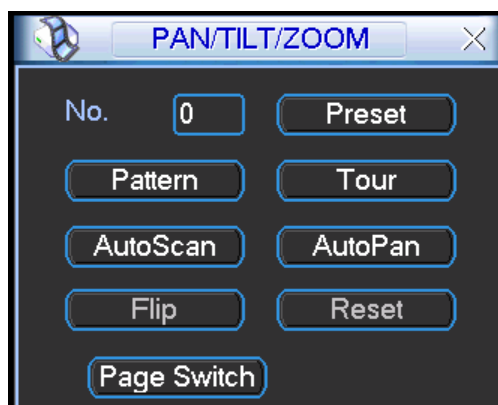 PAN/TILT/ZOOM
No. 0 Preset
Pattern Tour
AutoScan AutoPan
Flip Reset
Page Switch